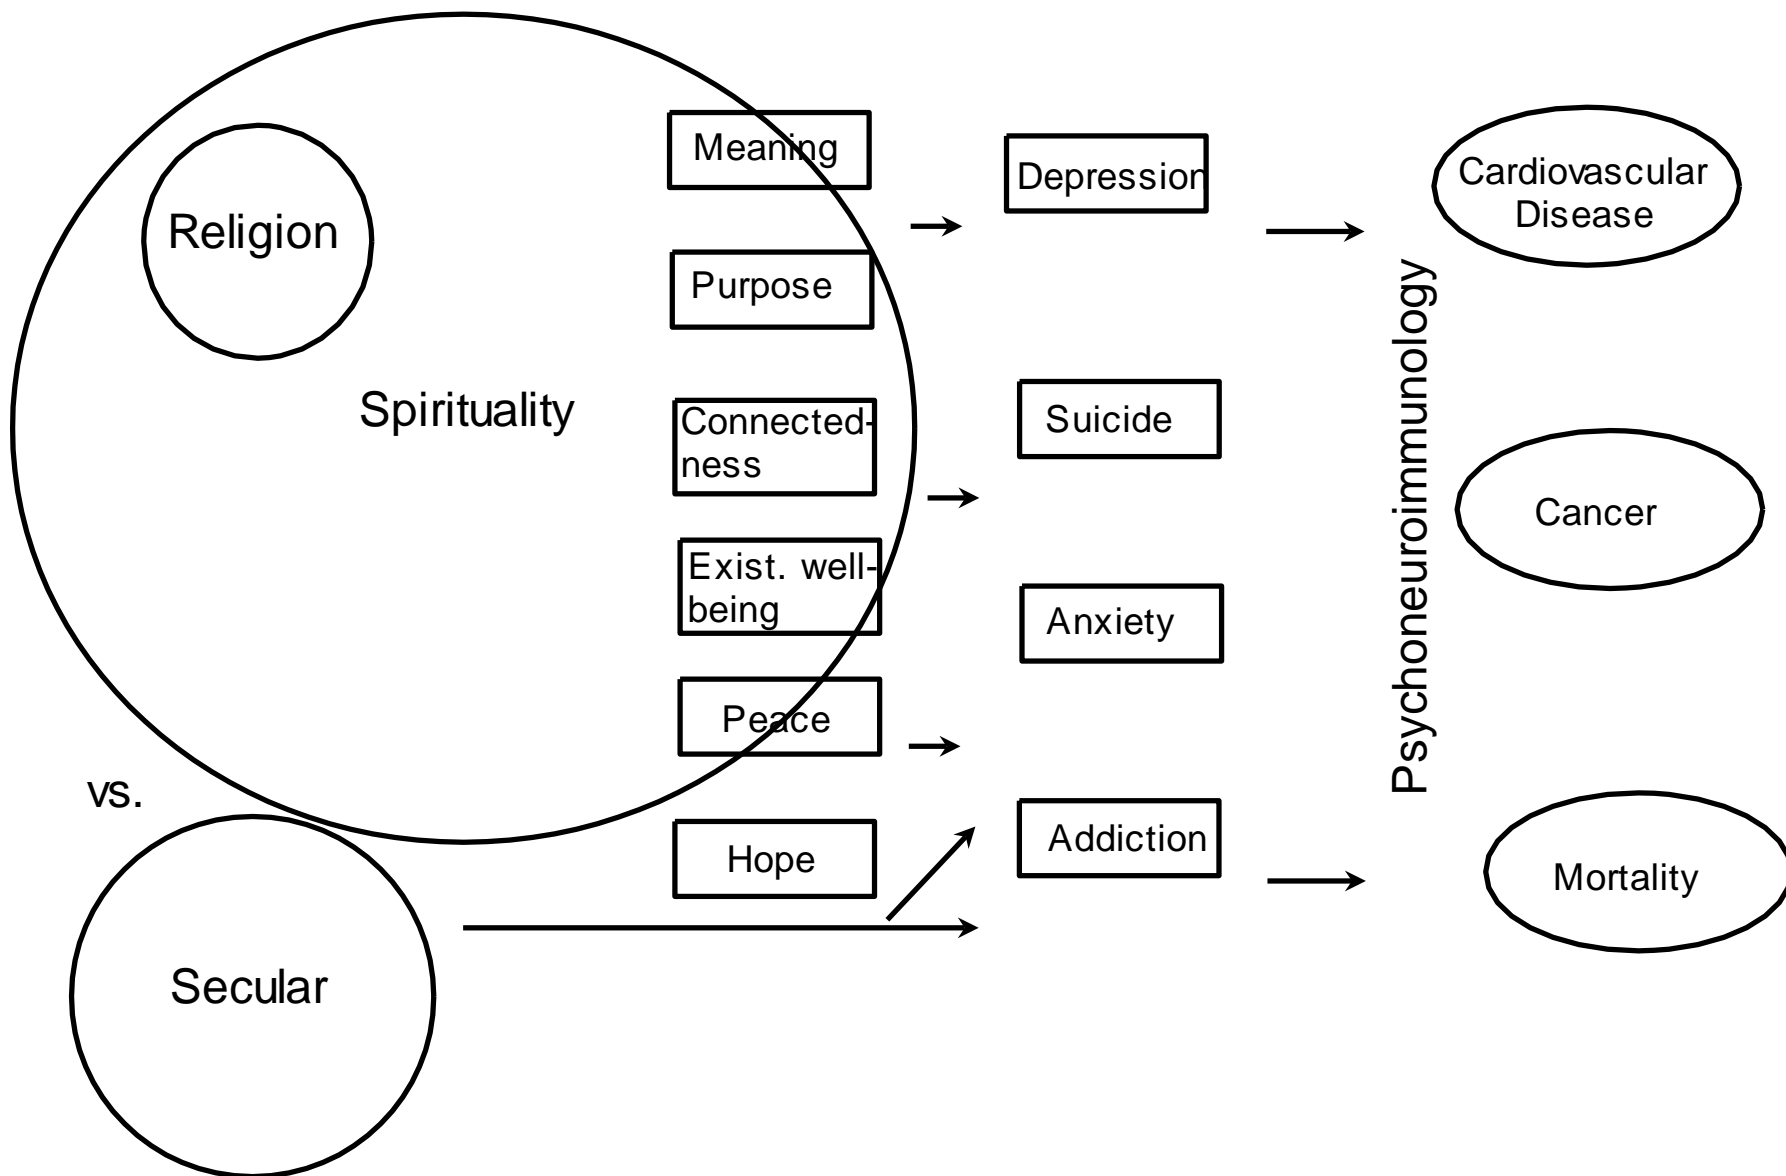 Religion
Spirituality
vs.
Secular
Meaning
Purpose
Connected-
ness
Exist. well-
being
Peace
Hope
Depression
Suicide
Anxiety
Addiction
Psychoneuroimmunology
Cardiovascular
Disease
Cancer
Mortality